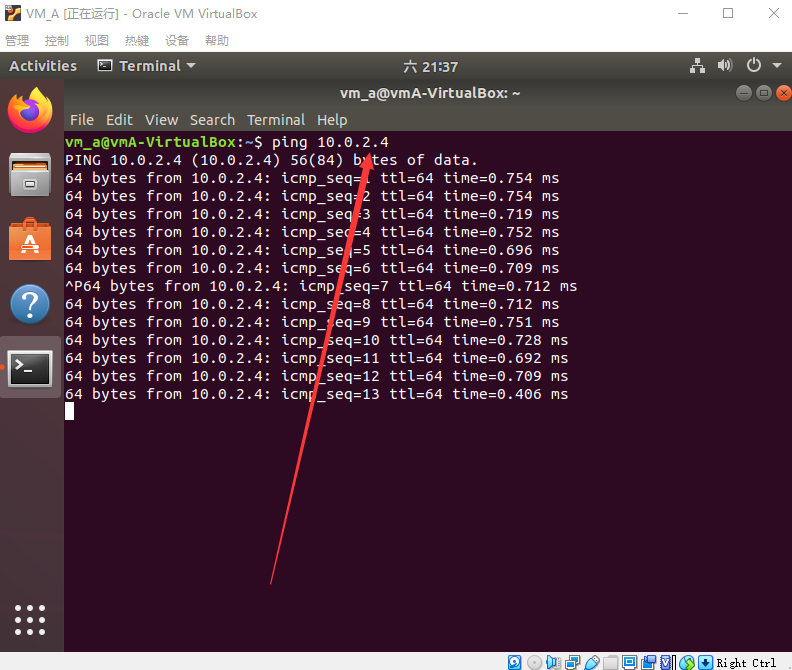 VM_A [正在运行] - Oracle VM VirtualBox
管理 控制 视图 热键 设备 帮助
Activities Terminal 六 21:37
vm_a@vmA-VirtualBox: ~
File Edit View Search Terminal Help
vm_a@vmA-VirtualBox:~$ ping 10.0.2.4
PING 10.0.2.4 (10.0.2.4) 56(84) bytes of data.
64 bytes from 10.0.2.4: icmp_seq=1 ttl=64 time=0.754 ms
64 bytes from 10.0.2.4: icmp_seq=2 ttl=64 time=0.754 ms
64 bytes from 10.0.2.4: icmp_seq=3 ttl=64 time=0.719 ms
64 bytes from 10.0.2.4: icmp_seq=4 ttl=64 time=0.752 ms
64 bytes from 10.0.2.4: icmp_seq=5 ttl=64 time=0.696 ms
64 bytes from 10.0.2.4: icmp_seq=6 ttl=64 time=0.709 ms
^P64 bytes from 10.0.2.4: icmp_seq=7 ttl=64 time=0.712 ms
64 bytes from 10.0.2.4: icmp_seq=8 ttl=64 time=0.712 ms
64 bytes from 10.0.2.4: icmp_seq=9 ttl=64 time=0.751 ms
64 bytes from 10.0.2.4: icmp_seq=10 ttl=64 time=0.728 ms
64 bytes from 10.0.2.4: icmp_seq=11 ttl=64 time=0.692 ms
64 bytes from 10.0.2.4: icmp_seq=12 ttl=64 time=0.709 ms
64 bytes from 10.0.2.4: icmp_seq=13 ttl=64 time=0.406 ms
Right Ctrl